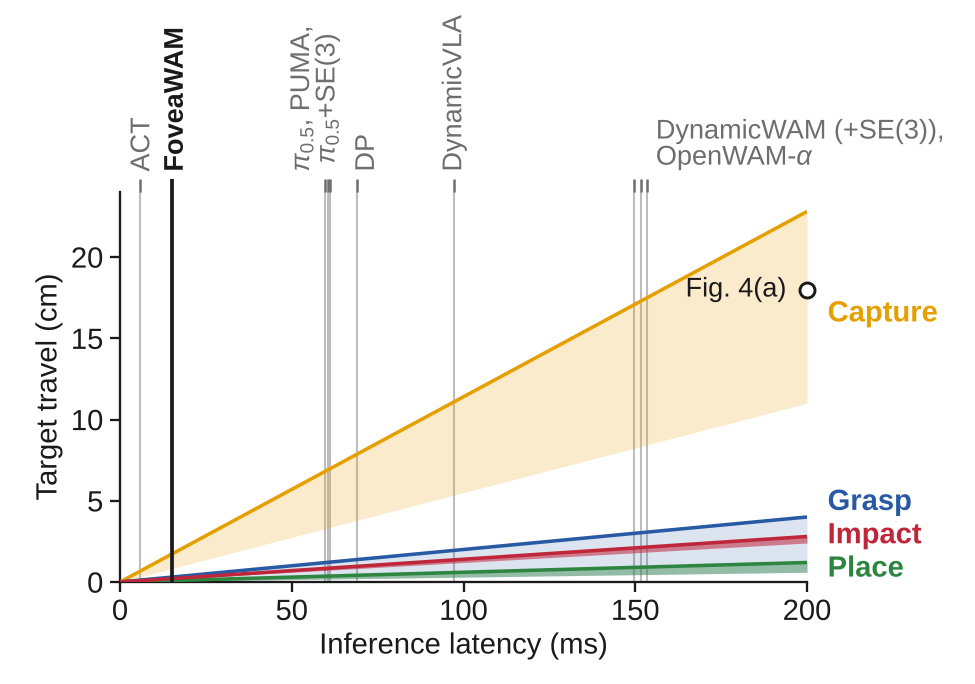 ACT
FoveaWAM
π0.5, PUMA,
π0.5+SE(3)
DP
DynamicVLA
DynamicWAM (+SE(3)),
OpenWAM-α
Target travel (cm)
20
15
10
5
0
Fig. 4(a)
Capture
Grasp
Impact
Place
0
50
100
150
200
Inference latency (ms)